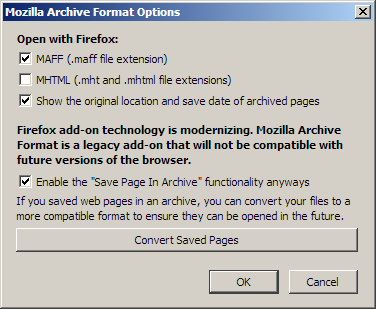 Mozilla Archive Format Options
Open with Firefox:
MAFF (.maff file extension)
MHTML (.mht and .mhtml file extensions)
Show the original location and save date of archived pages
Firefox add-on technology is modernizing. Mozilla Archive
Format is a legacy add-on that will not be compatible with
future versions of the browser.
Enable the "Save Page In Archive" functionality anyways
If you saved web pages in an archive, you can convert your files to
a more compatible format to ensure they can be opened in the future.
Convert Saved Pages
OK
Cancel